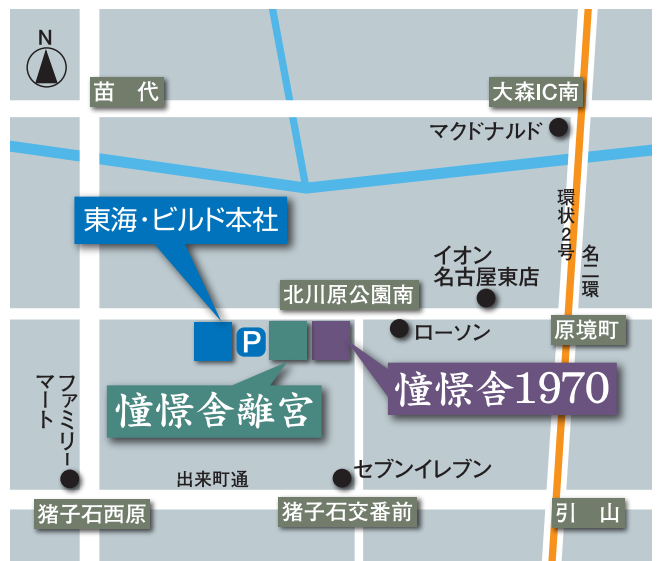 N
苗　代
大森IC南
マクドナルド
環状2号
名二環
東海・ビルド本社
イオン
名古屋東店
北川原公園南
P
ローソン
原境町
憧憬舎離宮
憧憬舎1970
ファミリー
マート
出来町通
セブンイレブン
猪子石西原
猪子石交番前
引　山